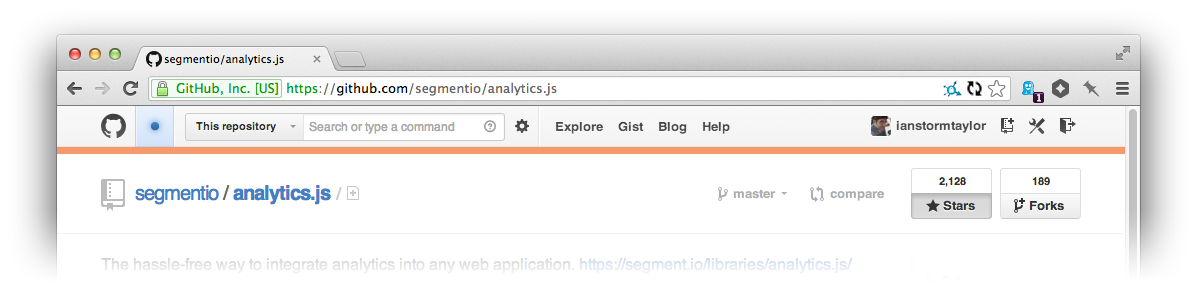 segmentio/analytics.js
GitHub, Inc. [US] https://github.com/segmentio/analytics.js
1
This repository Search or type a command Explore Gist Blog Help ianstormtaylor
segmentio / analytics.js / master compare 2,128 Stars 189 Forks
The hassle-free way to integrate analytics into any web application. https://segment.io/libraries/analytics.js/